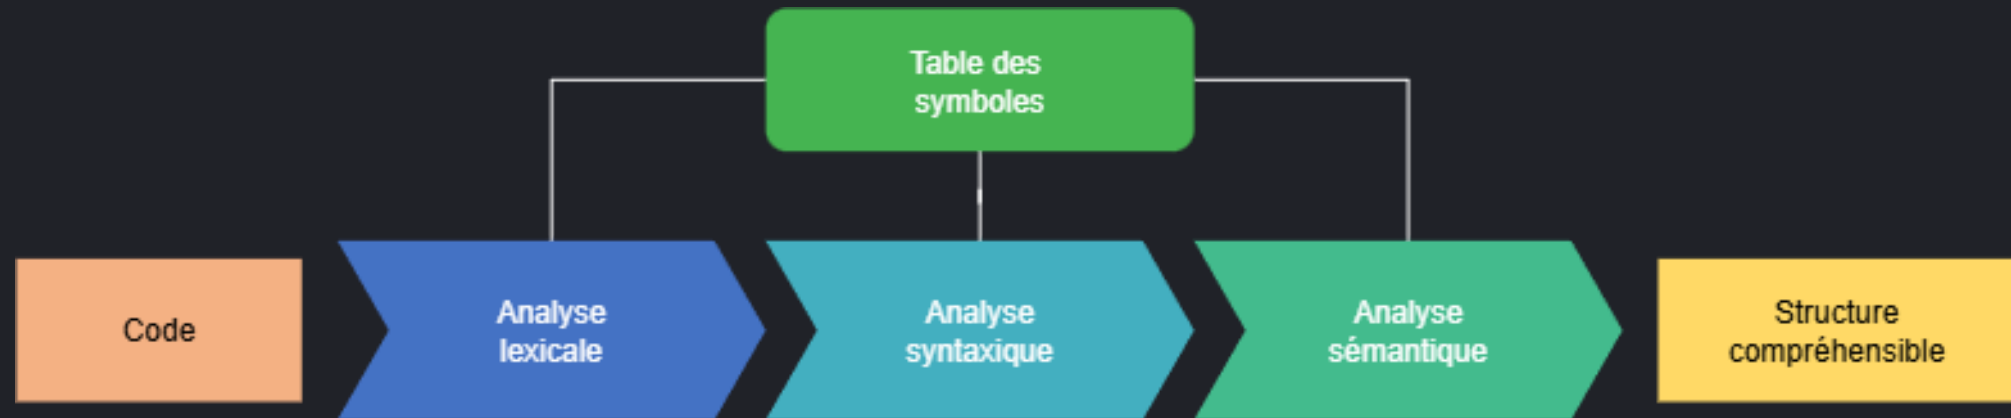 Table des
symboles
Code
Analyse
lexicale
Analyse
syntaxique
Analyse
sémantique
Structure
compréhensible